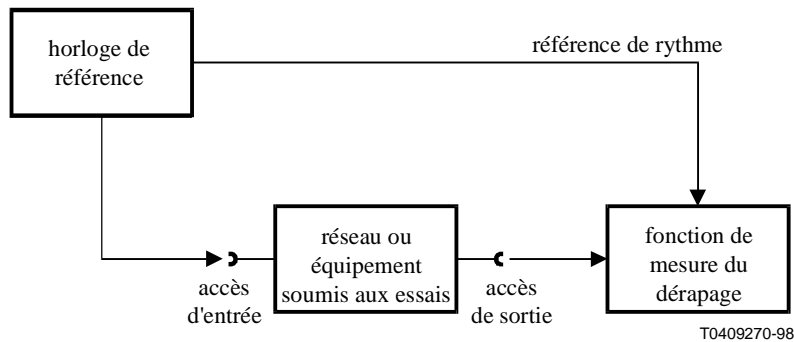 horloge de
référence
référence de rythme
réseau ou
équipement
soumis aux essais
fonction de
mesure du
dérapage
accès
d'entrée
accès
de sortie
T0409270-98